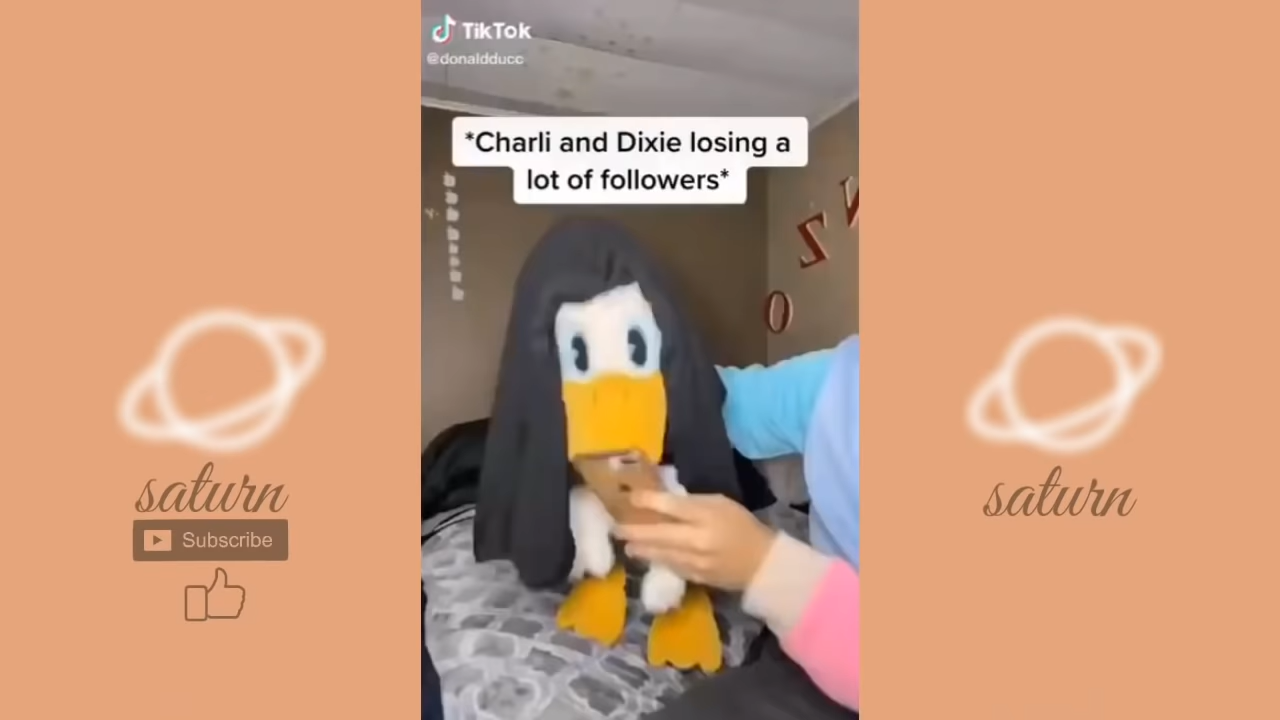 TikTok
@donaldducc
*Charli and Dixie losing a
lot of followers*
N
Z
O
saturn
Subscribe
saturn